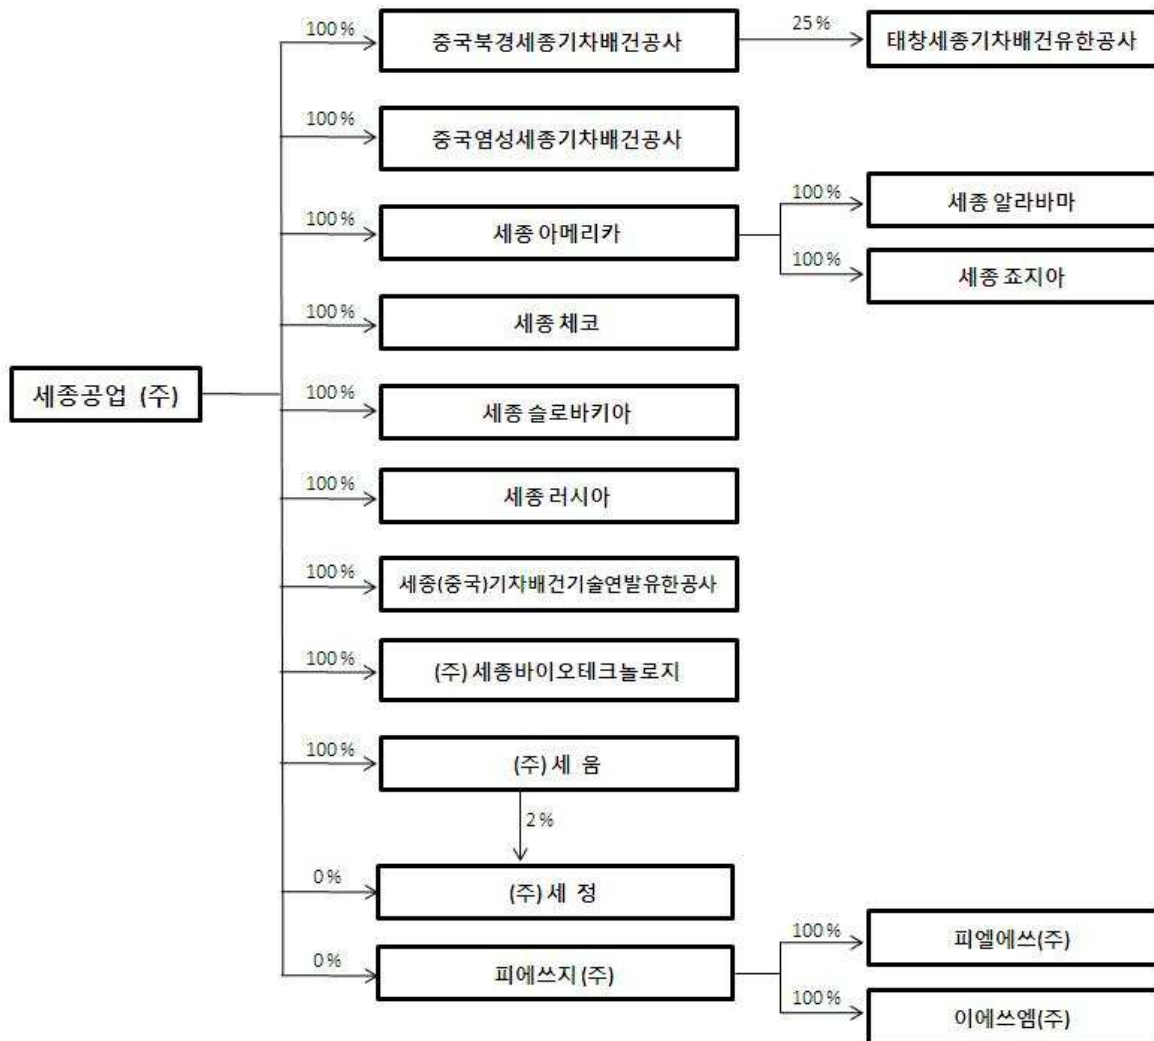 100% 중국북경세종기차배건공사 25% 태창세종기차배건유한공사
100% 중국염성세종기차배건공사
100% 세종 아메리카 100% 세종 알라바마
100% 세종 죠지아
100% 세종 체코
세종공업 (주)
100% 세종 슬로바키아
100% 세종 러시아
100% 세종(중국)기차배건기술연발유한공사
100% (주)세종바이오테크놀로지
100% (주)세 움
2%
0% (주)세 정
0% 피에쓰지(주) 100% 피엘에쓰(주)
100% 이에쓰엠(주)